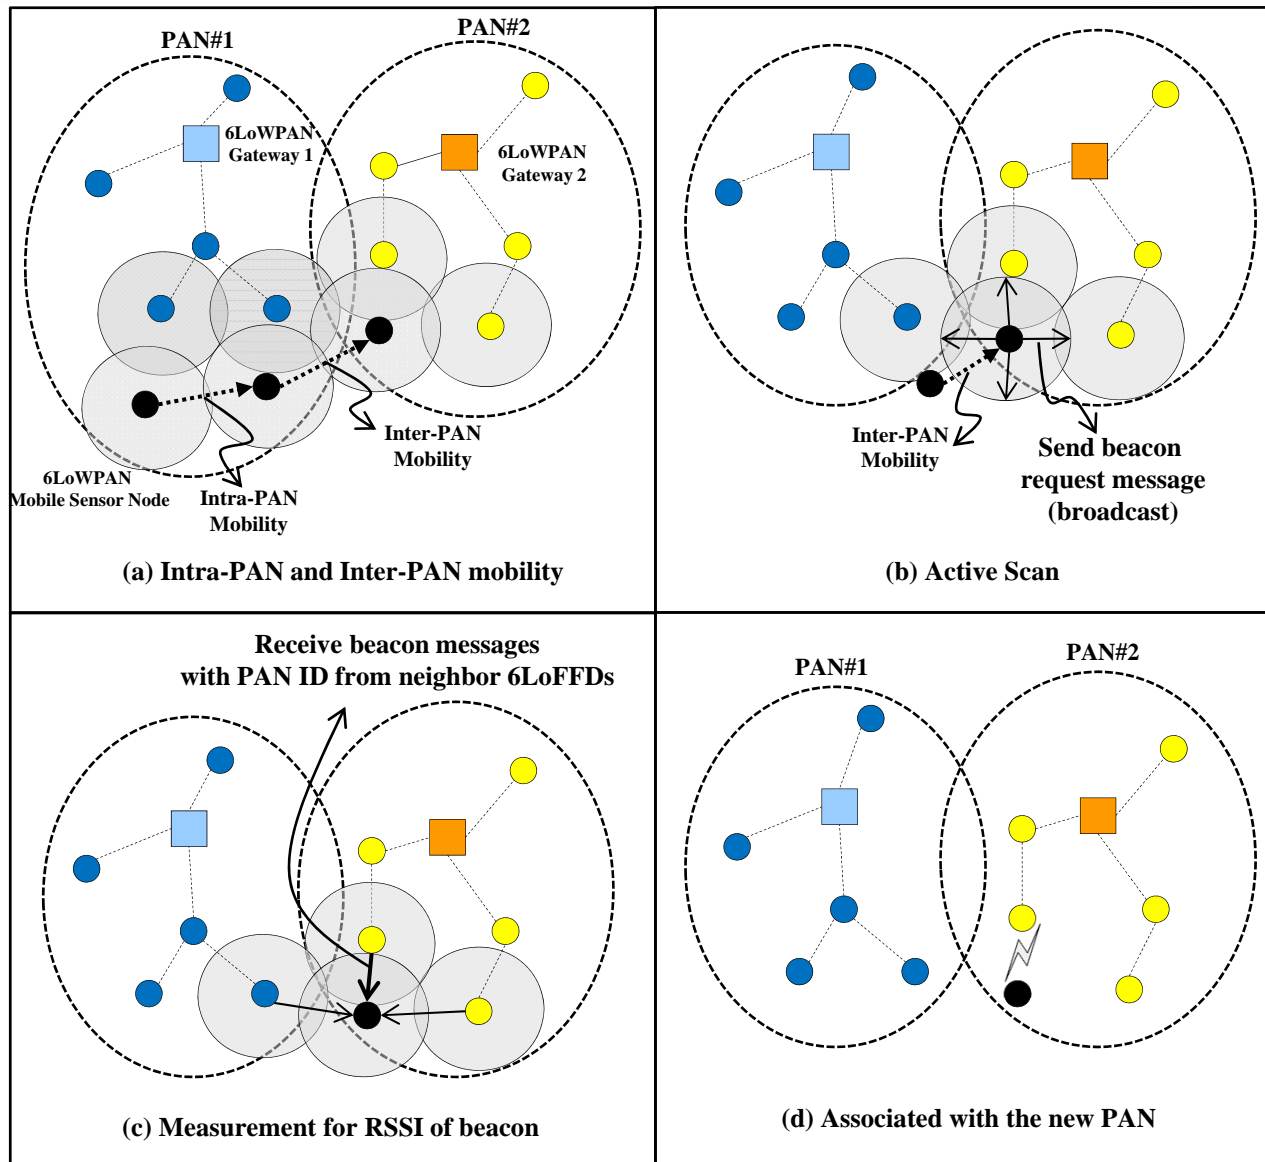 PAN#1
PAN#2
6LoWPAN
Gateway 1
6LoWPAN
Gateway 2
Inter-PAN
Mobility
6LoWPAN
Mobile Sensor Node
Intra-PAN
Mobility
(a) Intra-PAN and Inter-PAN mobility
Inter-PAN
Mobility
Send beacon
request message
(broadcast)
(b) Active Scan
Receive beacon messages
with PAN ID from neighbor 6LoFFDs
(c) Measurement for RSSI of beacon
PAN#1
PAN#2
(d) Associated with the new PAN